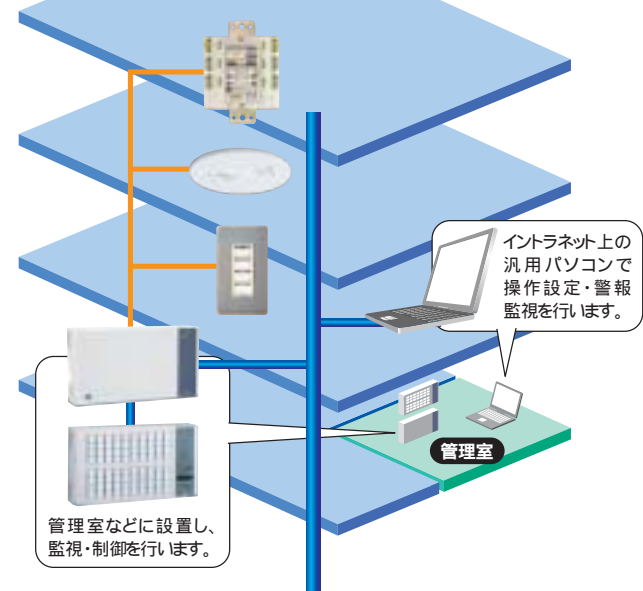 イントラネット上の
汎用パソコンで
操作設定・警報
監視を行います。
管理室
管理室などに設置し、
監視・制御を行います。